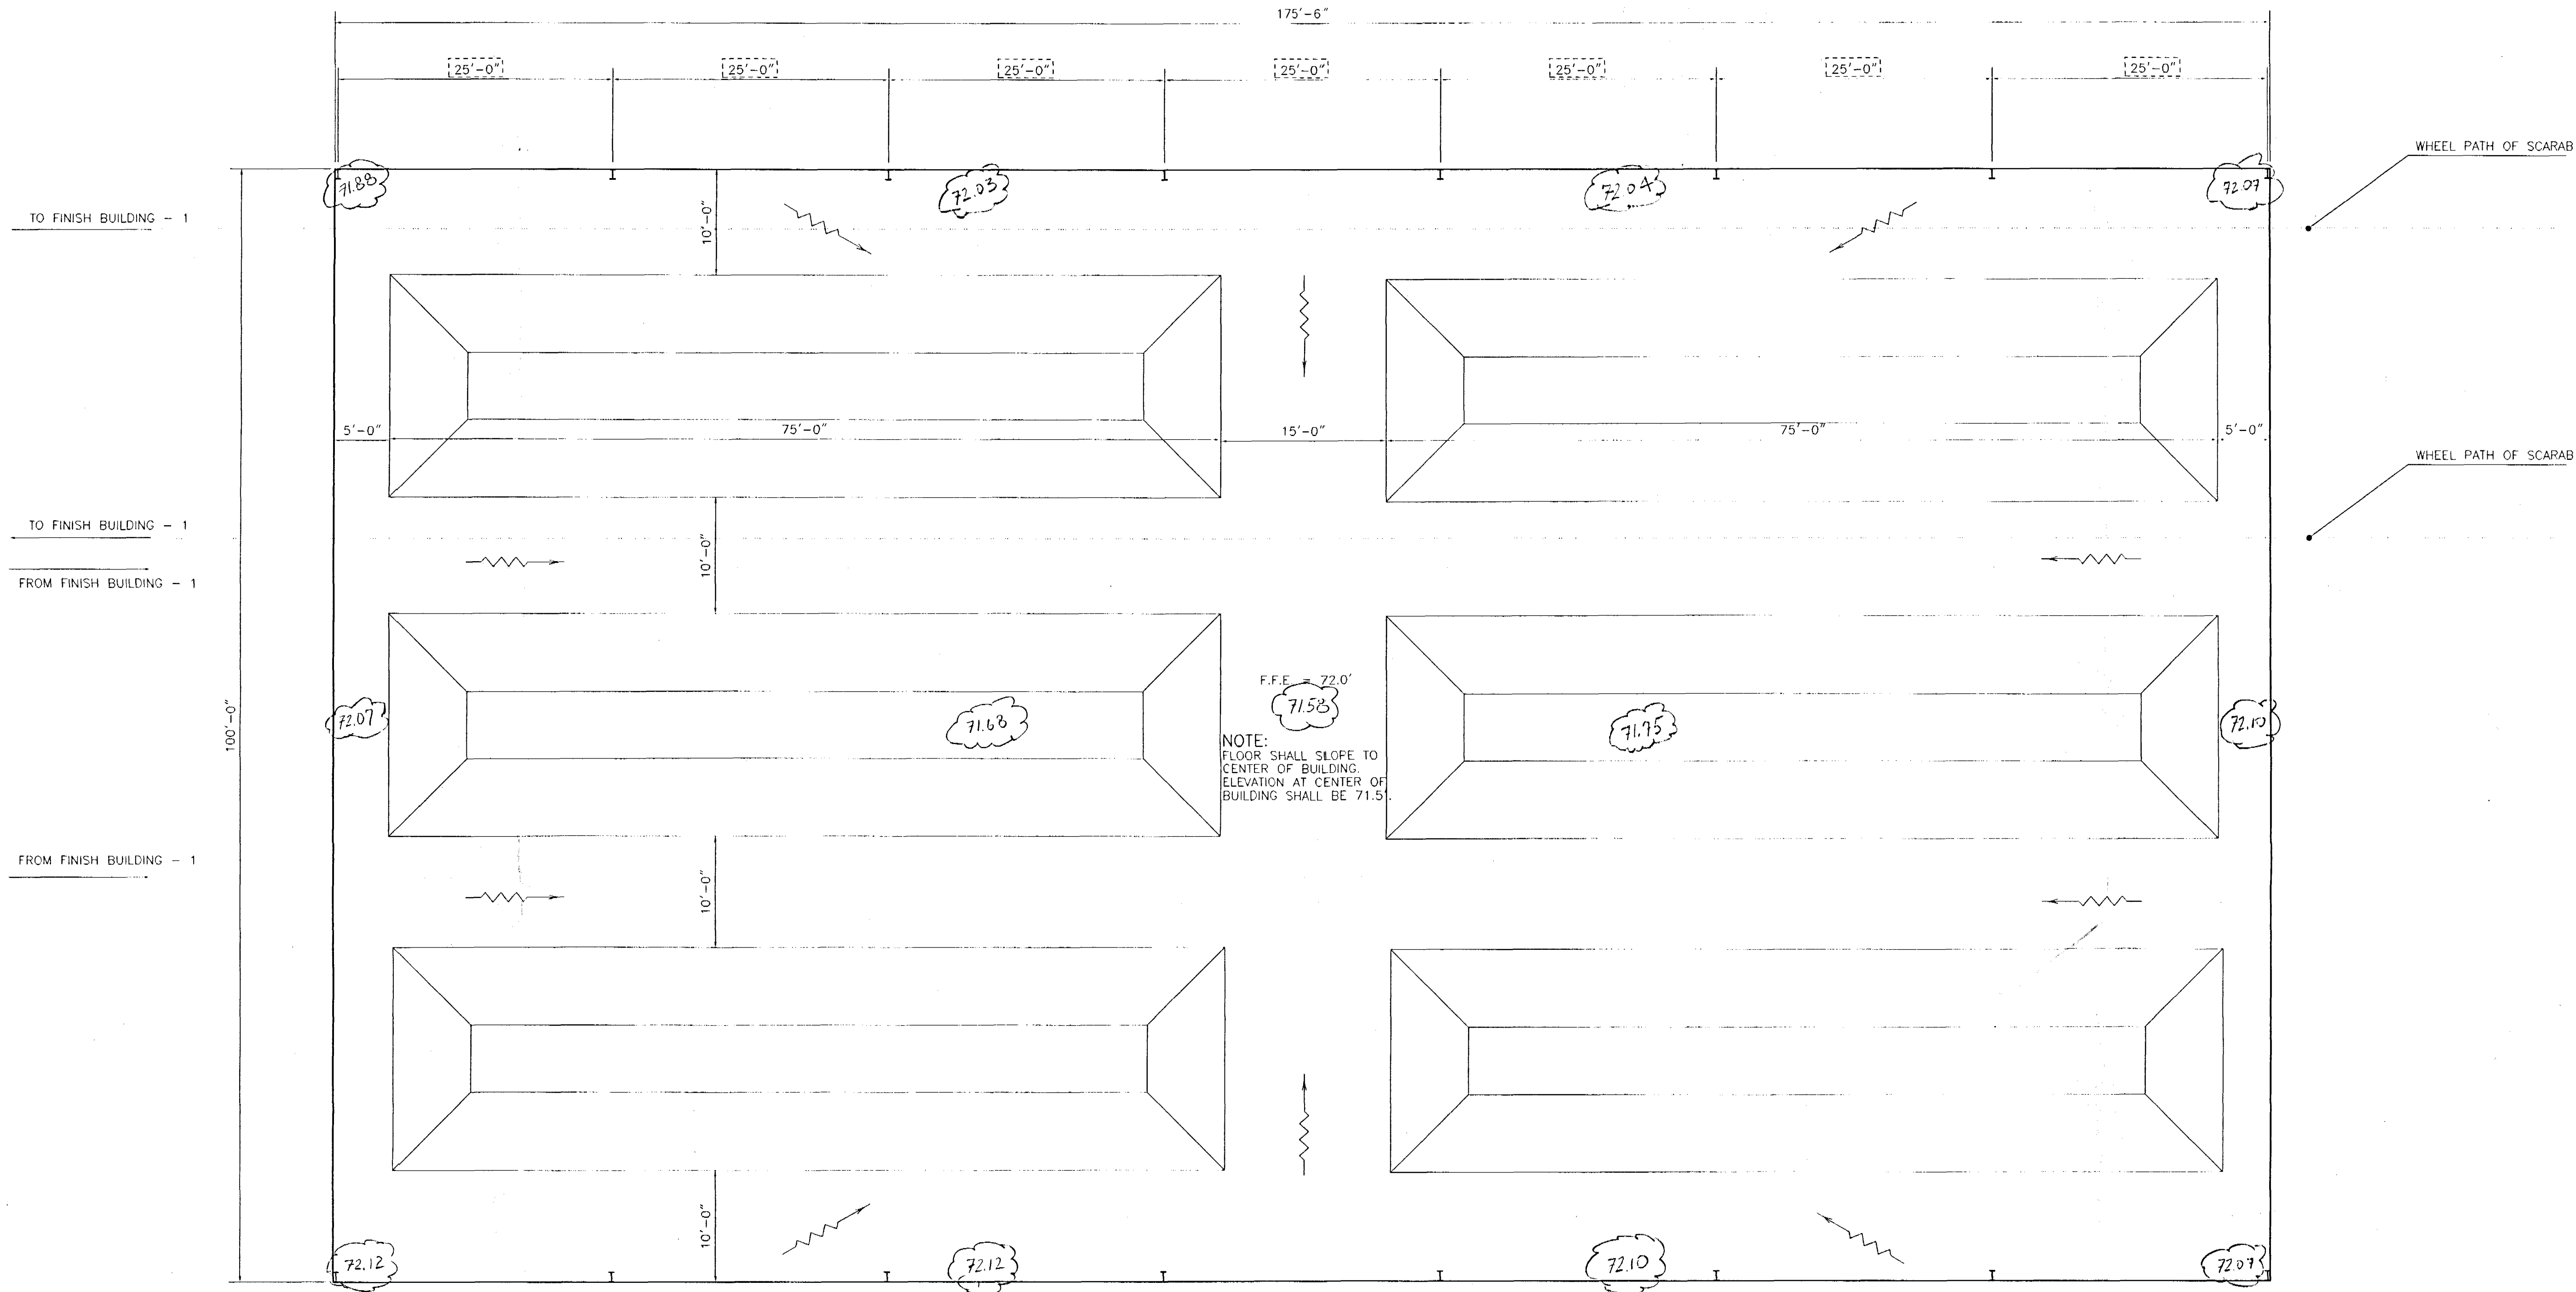 175'-6"
25'-0" 25'-0" 25'-0" 25'-0" 25'-0" 25'-0" 25'-0"
WHEEL PATH OF SCARAB
71.88 72.03 72.04 72.07
TO FINISH BUILDING - 1
10'-0"
5'-0" 75'-0" 15'-0" 75'-0" 5'-0"
WHEEL PATH OF SCARAB
TO FINISH BUILDING - 1
10'-0"
FROM FINISH BUILDING - 1
F.F.E. = 72.0'
71.58
100'-0"
72.07 71.68 71.75 72.10
NOTE:
FLOOR SHALL SLOPE TO
CENTER OF BUILDING.
ELEVATION AT CENTER OF
BUILDING SHALL BE 71.5'.
FROM FINISH BUILDING - 1
10'-0"
10'-0"
72.12 72.12 72.10 72.07